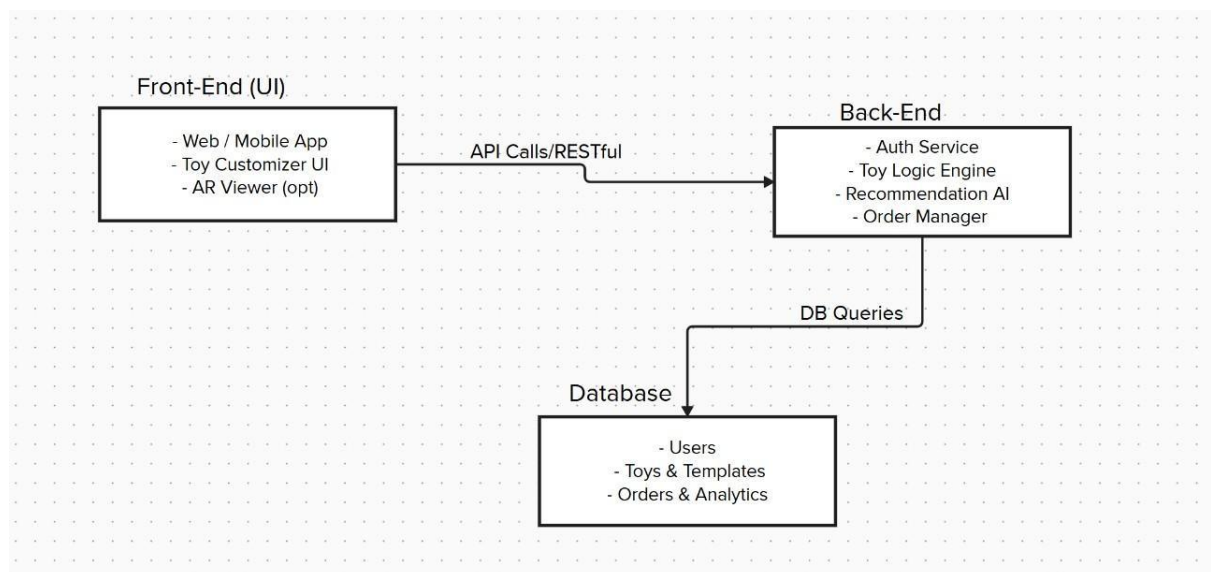 Front-End (UI)
- Web / Mobile App
- Toy Customizer UI
- AR Viewer (opt)
API Calls/RESTful
Back-End
- Auth Service
- Toy Logic Engine
- Recommendation AI
- Order Manager
DB Queries
Database
- Users
- Toys & Templates
- Orders & Analytics